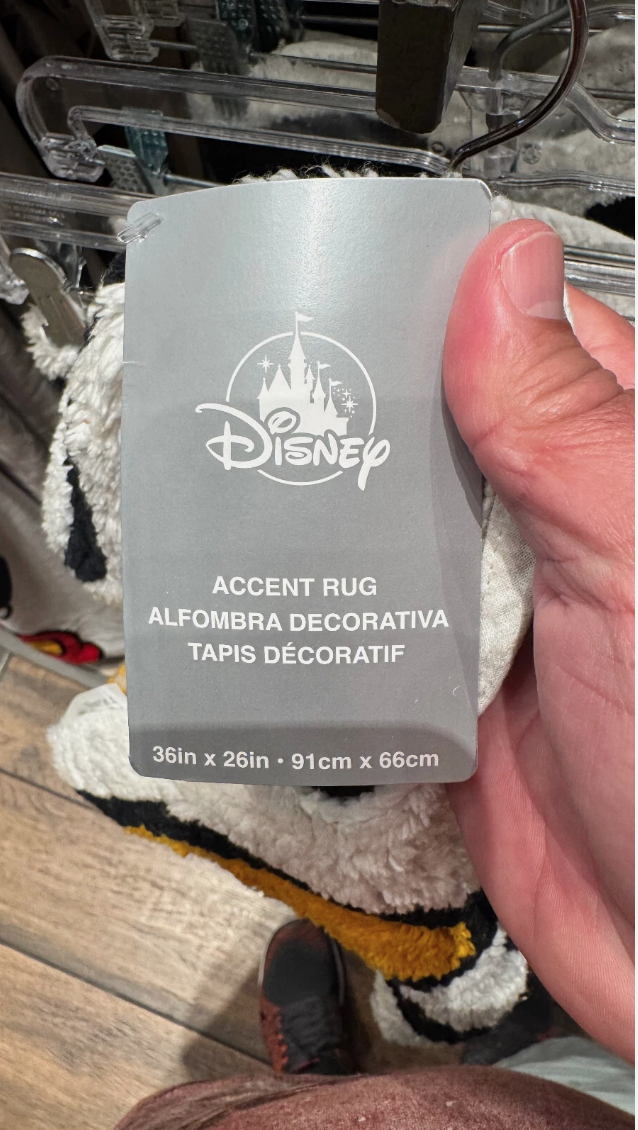 Disney
ACCENT RUG
ALFOMBRA DECORATIVA
TAPIS DÉCORATIF
36in x 26in • 91cm x 66cm